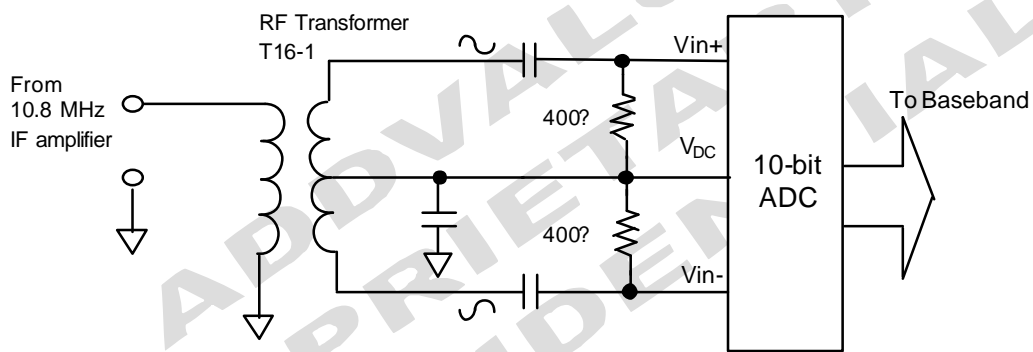 RF Transformer
T16-1
From
10.8 MHz
IF amplifier
Vin+
400?
VDC
400?
Vin-
10-bit
ADC
To Baseband